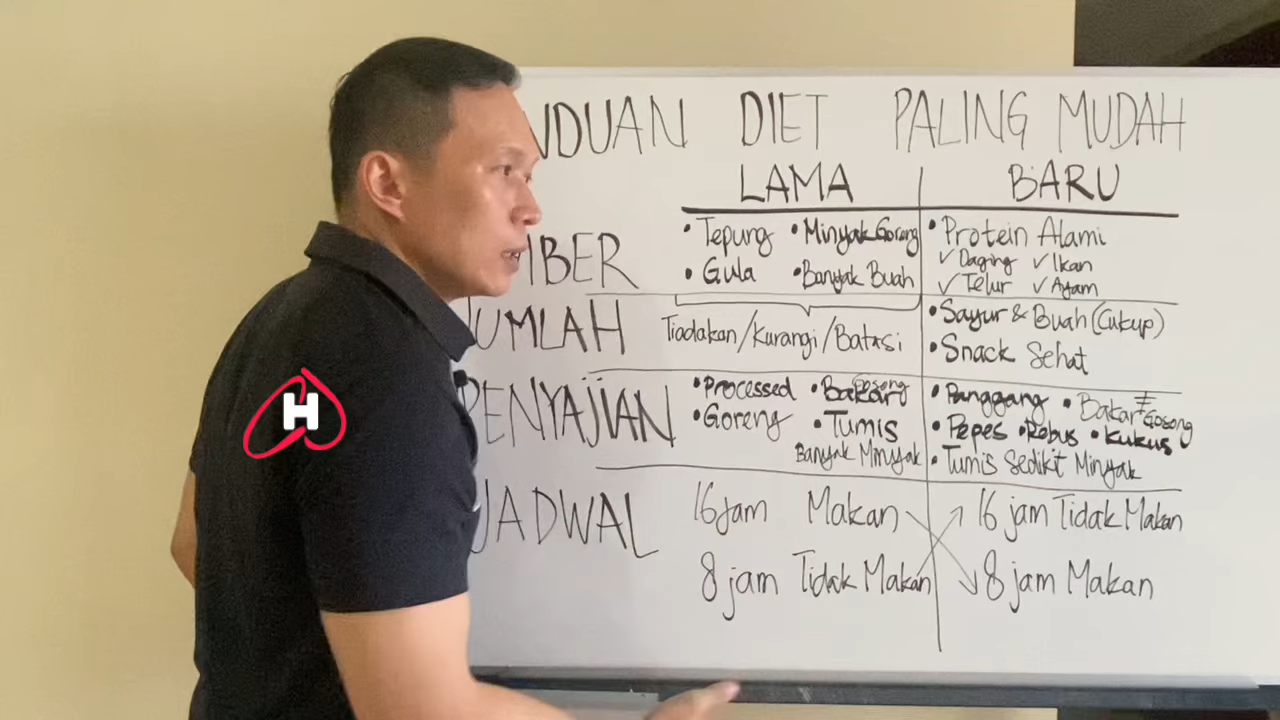 NDUAN DIET PALING MUDAH
LAMA BARU
BER
• Tepung • Minyak Goreng
• Gula • Banyak Buah
• Protein Alami
✓ Daging ✓ Ikan
✓ Telur ✓ Ayam
JUMLAH
Tiadakan/Kurangi/Batasi
• Sayur & Buah (Cukup)
• Snack Sehat
PENYAJIAN
• Processed • Bakar Gosong
• Goreng • Tumis
Banyak Minyak
• Panggang • Bakar ≠ Gosong
• Pepes • Rebus • Kukus
• Tumis Sedikit Minyak
JADWAL
16 jam Makan
8 jam Tidak Makan
16 jam Tidak Makan
8 jam Makan
H